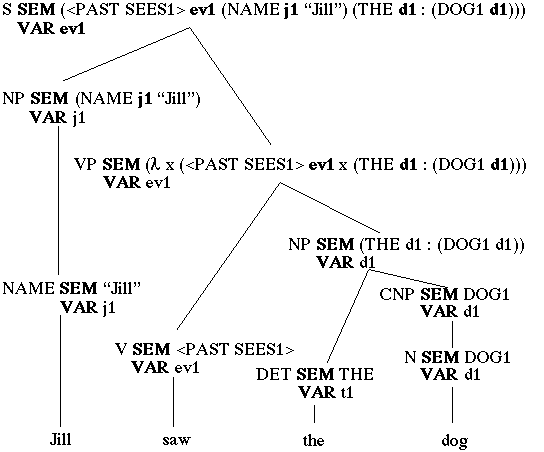 S SEM (<PAST SEES1> ev1 (NAME j1 “Jill”) (THE d1 : (DOG1 d1)))
VAR ev1
NP SEM (NAME j1 “Jill”)
VAR j1
VP SEM (λ x (<PAST SEES1> ev1 x (THE d1 : (DOG1 d1)))
VAR ev1
NP SEM (THE d1 : (DOG1 d1))
VAR d1
NAME SEM “Jill”
VAR j1
CNP SEM DOG1
VAR d1
V SEM <PAST SEES1>
VAR ev1
N SEM DOG1
VAR d1
DET SEM THE
VAR t1
Jill saw the dog